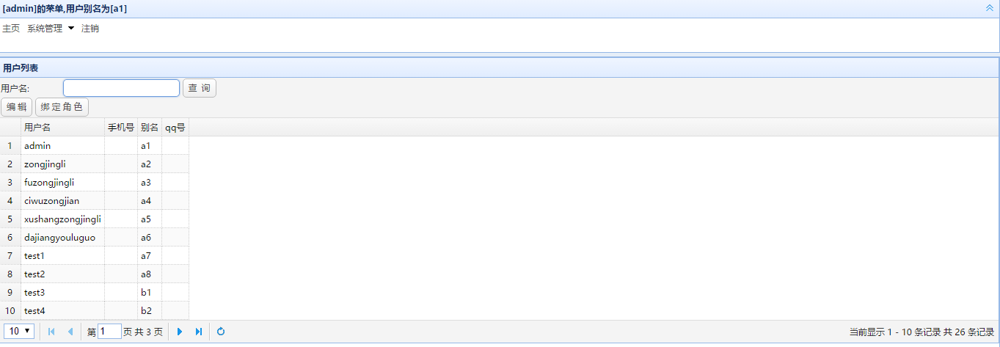 [admin]的菜单,用户别名为[a1]
主页 系统管理 注销
用户列表
用户名: 查 询
编 辑 绑 定 角 色
用户名 手机号 别名 qq号
1 admin a1
2 zongjingli a2
3 fuzongjingli a3
4 ciwuzongjian a4
5 xushangzongjingli a5
6 dajiangyouluguo a6
7 test1 a7
8 test2 a8
9 test3 b1
10 test4 b2
10 第 1 页 共 3 页 当前显示 1 - 10 条记录 共 26 条记录